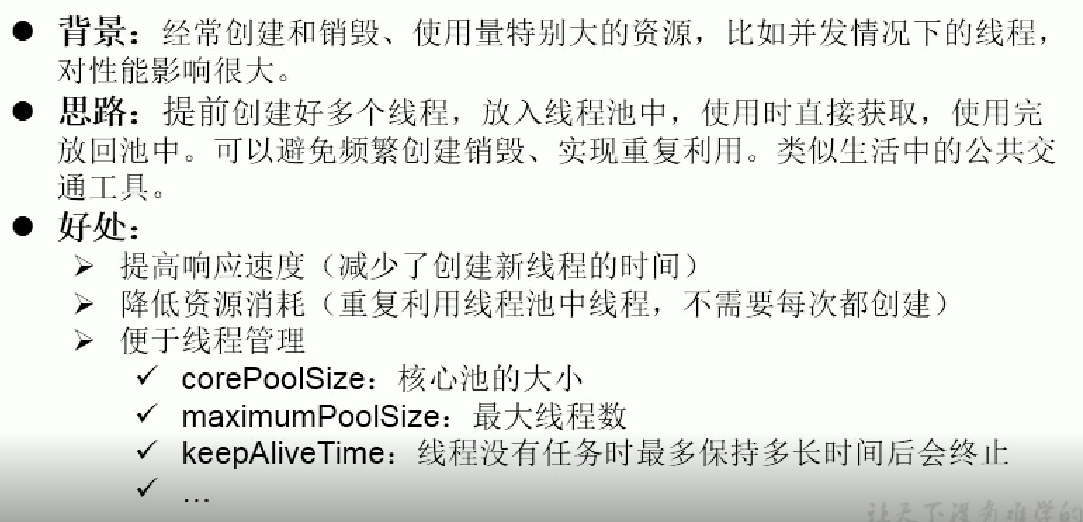 ● 背景：经常创建和销毁、使用量特别大的资源，比如并发情况下的线程，
对性能影响很大。
● 思路：提前创建好多个线程，放入线程池中，使用时直接获取，使用完
放回池中。可以避免频繁创建销毁、实现重复利用。类似生活中的公共交
通工具。
● 好处：
➢ 提高响应速度（减少了创建新线程的时间）
➢ 降低资源消耗（重复利用线程池中线程，不需要每次都创建）
➢ 便于线程管理
✓ corePoolSize：核心池的大小
✓ maximumPoolSize：最大线程数
✓ keepAliveTime：线程没有任务时最多保持多长时间后会终止
✓ …
让天下没有难学的